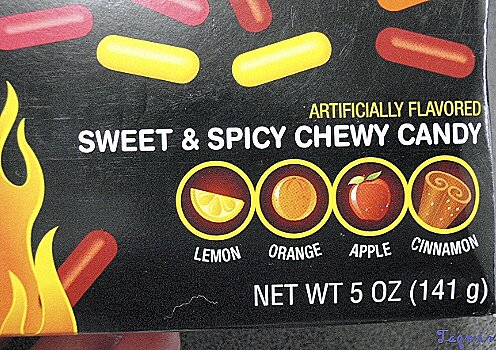 ARTIFICIALLY FLAVORED
SWEET & SPICY CHEWY CANDY
LEMON
ORANGE
APPLE
CINNAMON
NET WT 5 OZ (141 g)